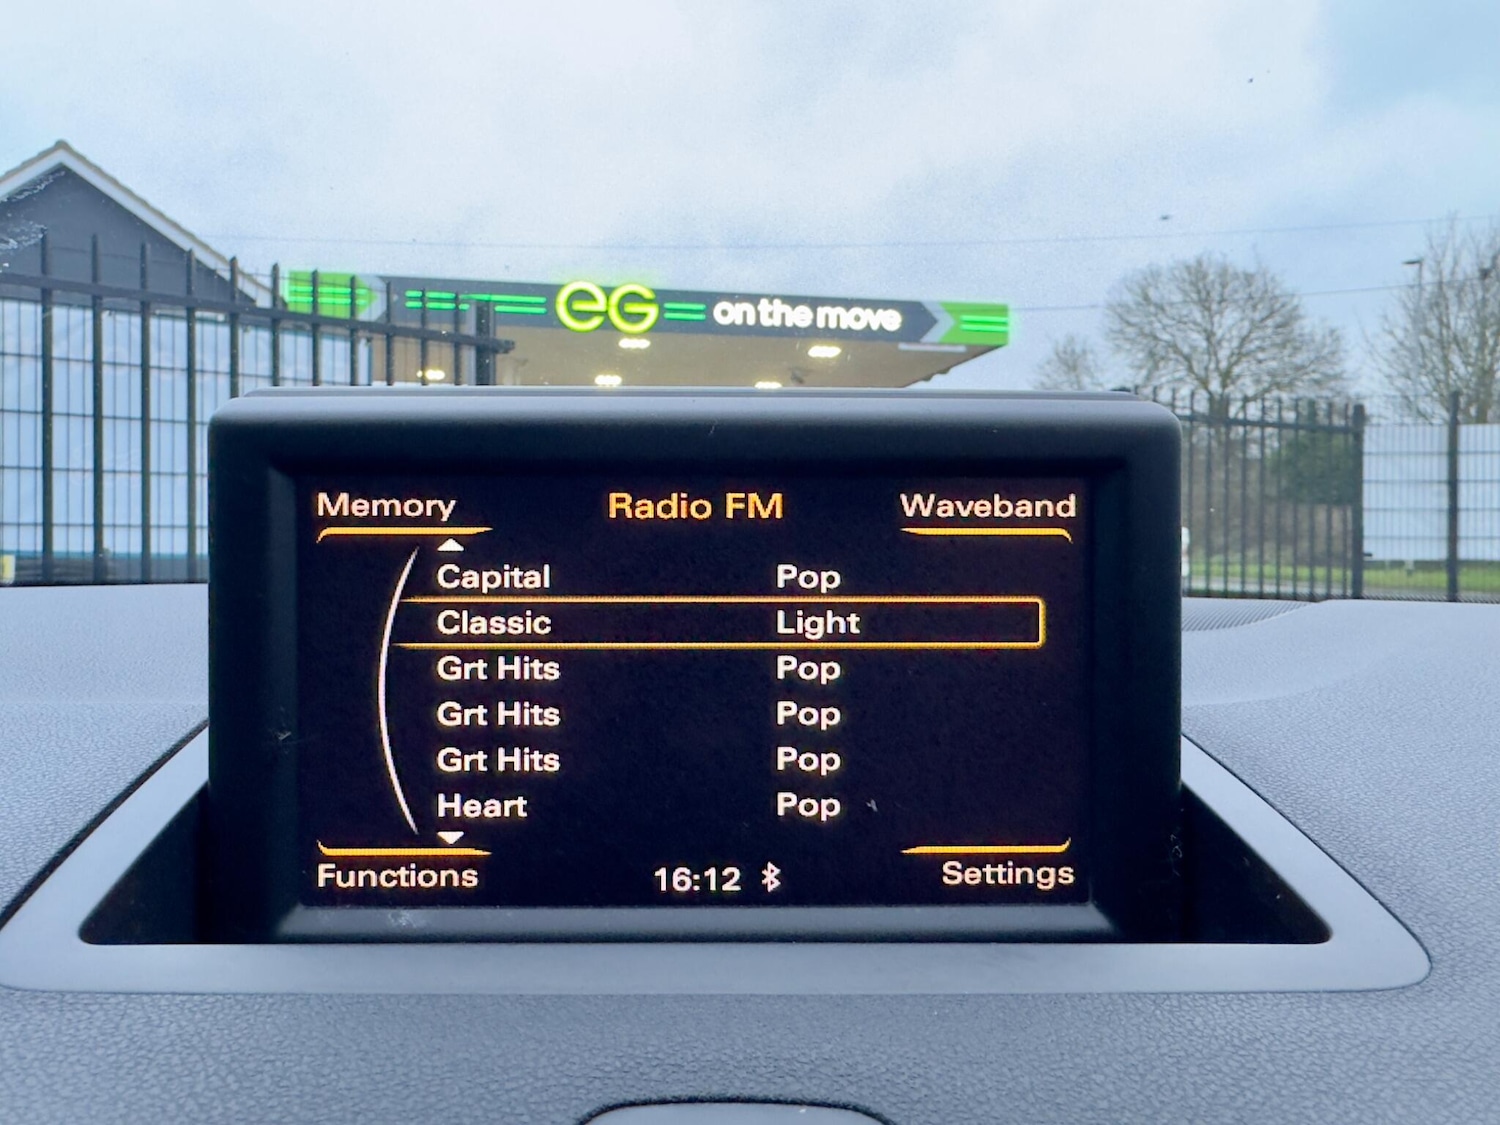 eG on the move
Memory Radio FM Waveband
Capital Pop
Classic Light
Grt Hits Pop
Grt Hits Pop
Grt Hits Pop
Heart Pop
Functions 16:12 Settings